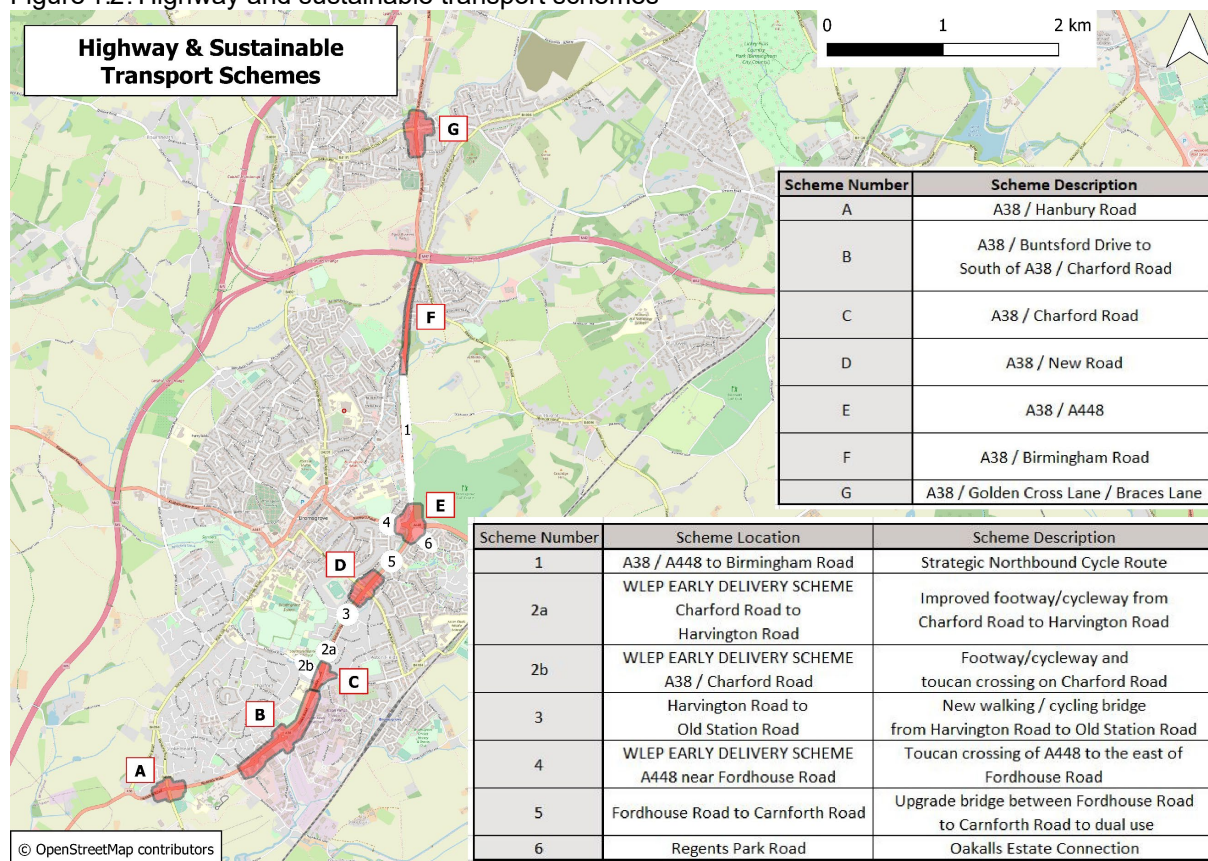 Figure 1.2: Highway and sustainable transport schemes
Highway & Sustainable
Transport Schemes
0 1 2 km
G
F
1
E
4
6
5
D
3
2a
2b
C
B
A
Scheme Number Scheme Description
A A38 / Hanbury Road
B A38 / Buntsford Drive to
South of A38 / Charford Road
C A38 / Charford Road
D A38 / New Road
E A38 / A448
F A38 / Birmingham Road
G A38 / Golden Cross Lane / Braces Lane
Scheme Number Scheme Location Scheme Description
1 A38 / A448 to Birmingham Road Strategic Northbound Cycle Route
2a WLEP EARLY DELIVERY SCHEME
Charford Road to
Harvington Road
Improved footway/cycleway from
Charford Road to Harvington Road
2b WLEP EARLY DELIVERY SCHEME
A38 / Charford Road
Footway/cycleway and
toucan crossing on Charford Road
3 Harvington Road to
Old Station Road
New walking / cycling bridge
from Harvington Road to Old Station Road
4 WLEP EARLY DELIVERY SCHEME
A448 near Fordhouse Road
Toucan crossing of A448 to the east of
Fordhouse Road
5 Fordhouse Road to Carnforth Road
Upgrade bridge between Fordhouse Road
to Carnforth Road to dual use
6 Regents Park Road Oakalls Estate Connection
© OpenStreetMap contributors